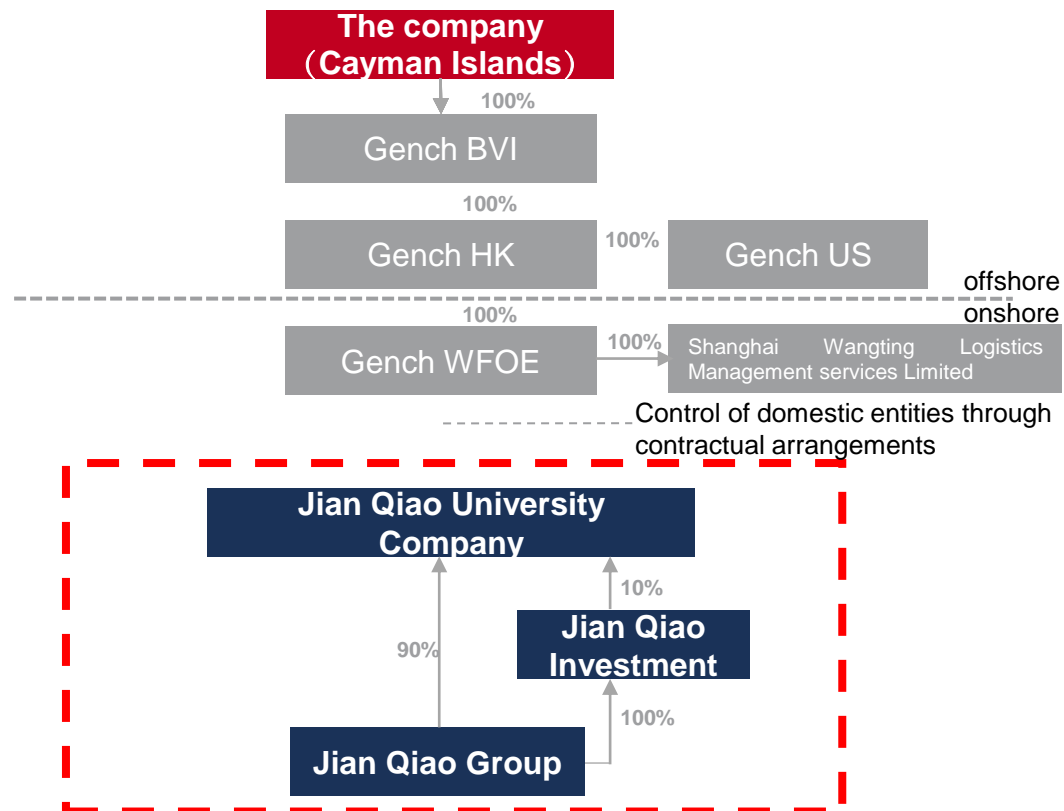 The company
（Cayman Islands）
100%
Gench BVI
100%
Gench HK
100%
Gench US
offshore
onshore
100%
Gench WFOE
100%
Shanghai Wangting Logistics
Management services Limited
Control of domestic entities through
contractual arrangements
Jian Qiao University
Company
10%
Jian Qiao
Investment
90%
100%
Jian Qiao Group